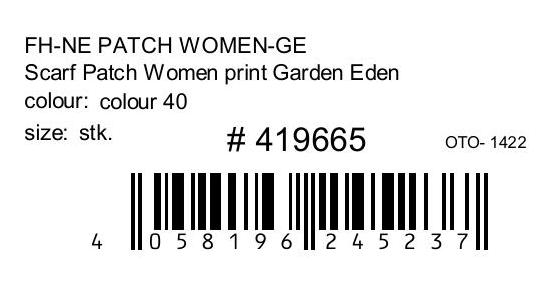 FH-NE PATCH WOMEN-GE
Scarf Patch Women print Garden Eden
colour: colour 40
size: stk.
# 419665
OTO- 1422
4 058196 245237